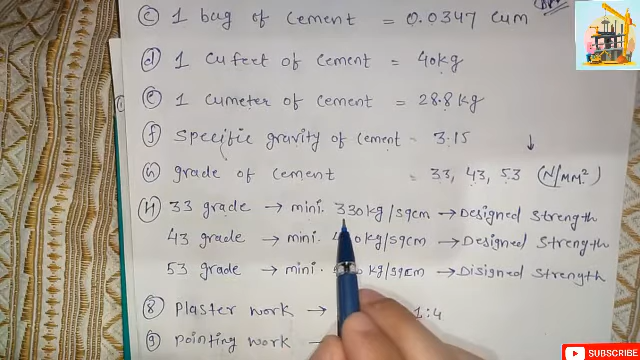 (c) 1 bag of cement = 0.0347 cum
(d) 1 cufeet of cement = 40kg
(e) 1 cumeter of cement = 28.8 kg
(f) Specific gravity of cement = 3.15
(h) grade of cement = 33, 43, 53 (N/MM²)
(H) 33 grade → mini. 330 kg/sqcm → Designed Strength
43 grade → mini. kg/sqcm → Designed Strength
53 grade → mini. kg/sqcm → Disigned Strength
(8) Plaster work → 1:4
(9) Pointing work →
SUBSCRIBE